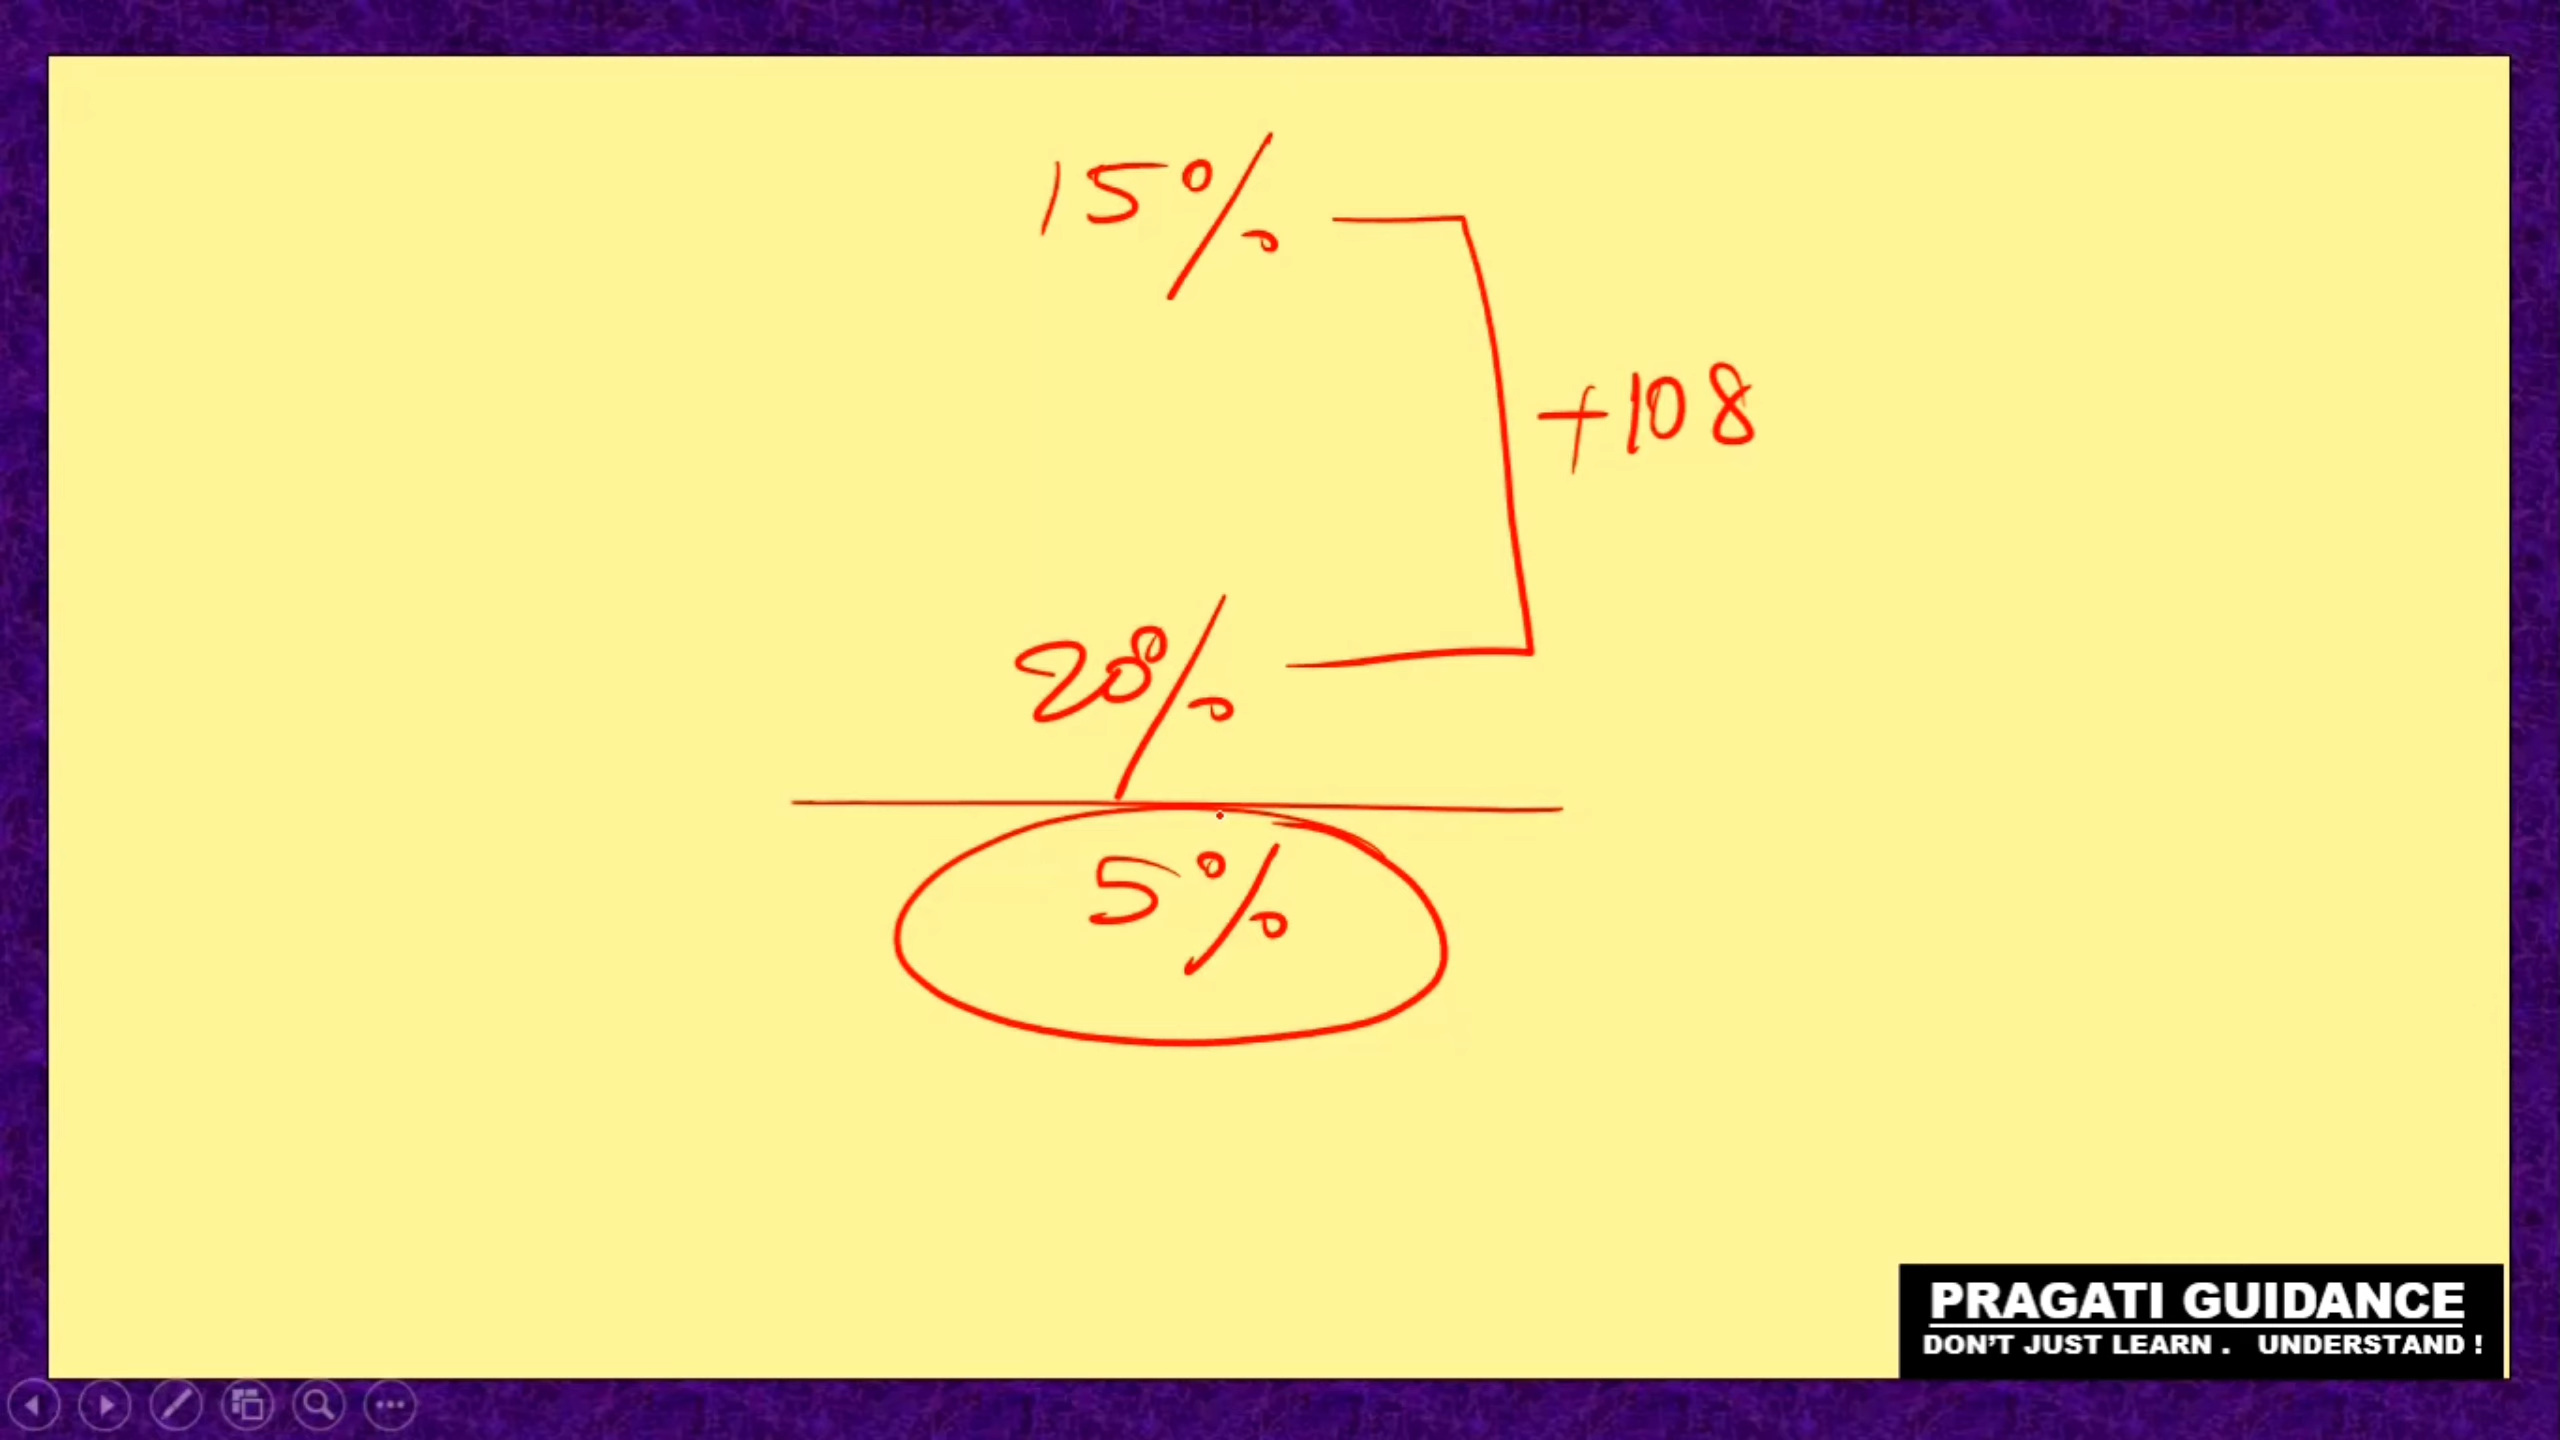 15%
+108
20%
5%
PRAGATI GUIDANCE
DON'T JUST LEARN . UNDERSTAND !